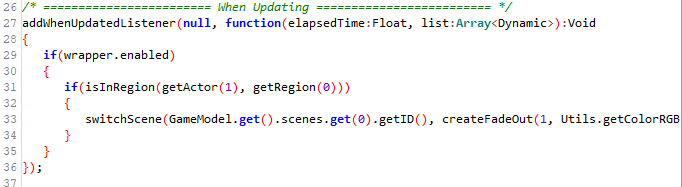 26 /* ======================== When Updating ========================= */
27 addWhenUpdatedListener(null, function(elapsedTime:Float, list:Array<Dynamic>):Void
28 {
29 if(wrapper.enabled)
30 {
31 if(isInRegion(getActor(1), getRegion(0)))
32 {
33 switchScene(GameModel.get().scenes.get(0).getID(), createFadeOut(1, Utils.getColorRGB
34 }
35 }
36 });
37